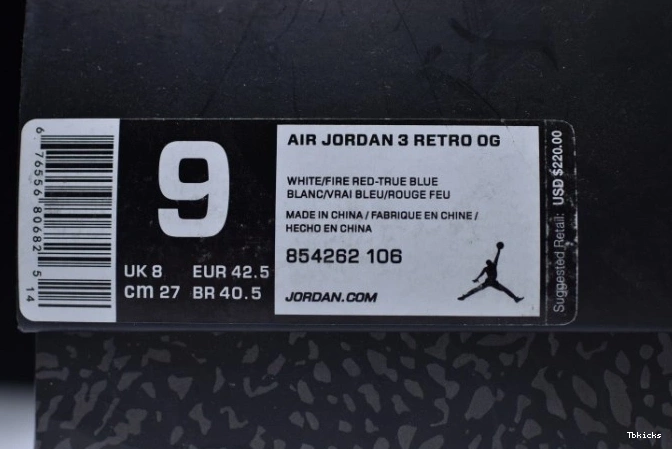 6 76556 80682 5 14
9
UK 8 EUR 42.5
cm 27 BR 40.5
AIR JORDAN 3 RETRO OG
WHITE/FIRE RED-TRUE BLUE
BLANC/VRAI BLEU/ROUGE FEU
MADE IN CHINA / FABRIQUE EN CHINE /
HECHO EN CHINA
854262 106
JORDAN.COM
Suggested Retail: USD $220.00
Tbkicks